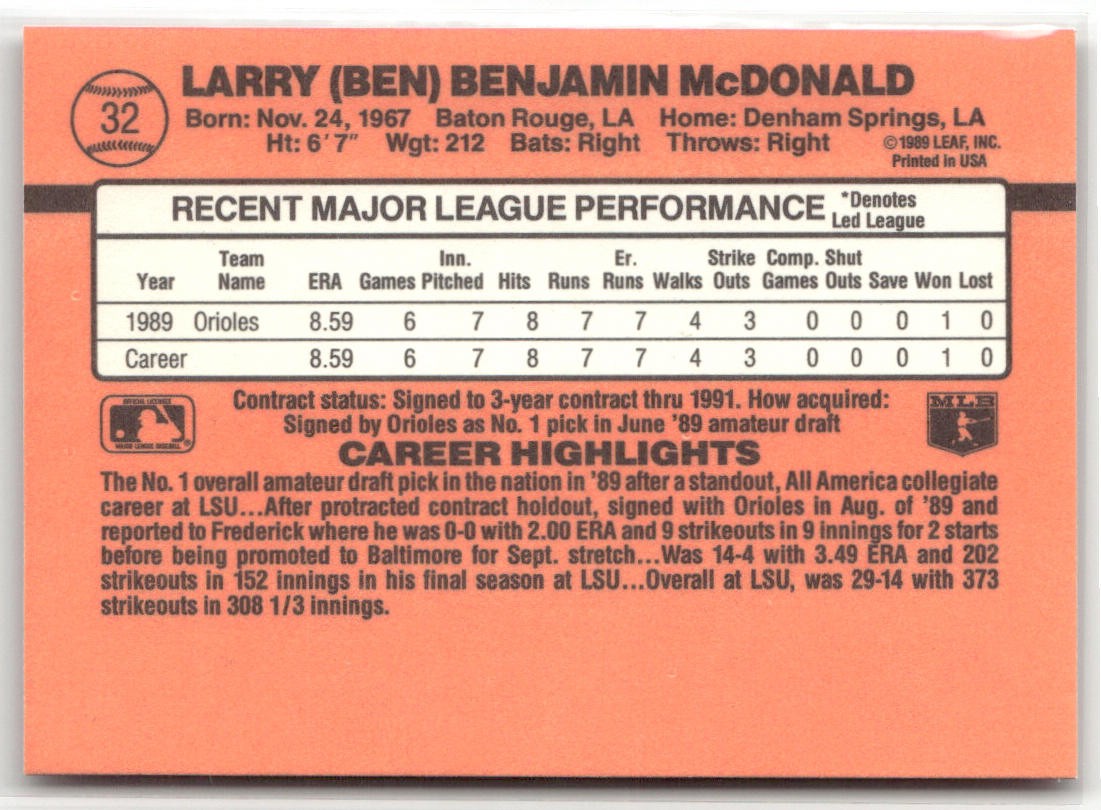 32
LARRY (BEN) BENJAMIN McDONALD
Born: Nov. 24, 1967 Baton Rouge, LA Home: Denham Springs, LA
Ht: 6'7" Wgt: 212 Bats: Right Throws: Right
©1989 LEAF, INC.
Printed in USA
RECENT MAJOR LEAGUE PERFORMANCE *Denotes
Led League
Team Inn. Er. Strike Comp. Shut
Year Name ERA Games Pitched Hits Runs Runs Walks Outs Games Outs Save Won Lost
1989 Orioles 8.59 6 7 8 7 7 4 3 0 0 0 1 0
Career 8.59 6 7 8 7 7 4 3 0 0 0 1 0
OFFICIAL LICENSEE
MAJOR LEAGUE BASEBALL
®
Contract status: Signed to 3-year contract thru 1991. How acquired:
Signed by Orioles as No. 1 pick in June '89 amateur draft
MLB
CAREER HIGHLIGHTS
The No. 1 overall amateur draft pick in the nation in '89 after a standout, All America collegiate
career at LSU...After protracted contract holdout, signed with Orioles in Aug. of '89 and
reported to Frederick where he was 0-0 with 2.00 ERA and 9 strikeouts in 9 innings for 2 starts
before being promoted to Baltimore for Sept. stretch...Was 14-4 with 3.49 ERA and 202
strikeouts in 152 innings in his final season at LSU...Overall at LSU, was 29-14 with 373
strikeouts in 308 1/3 innings.